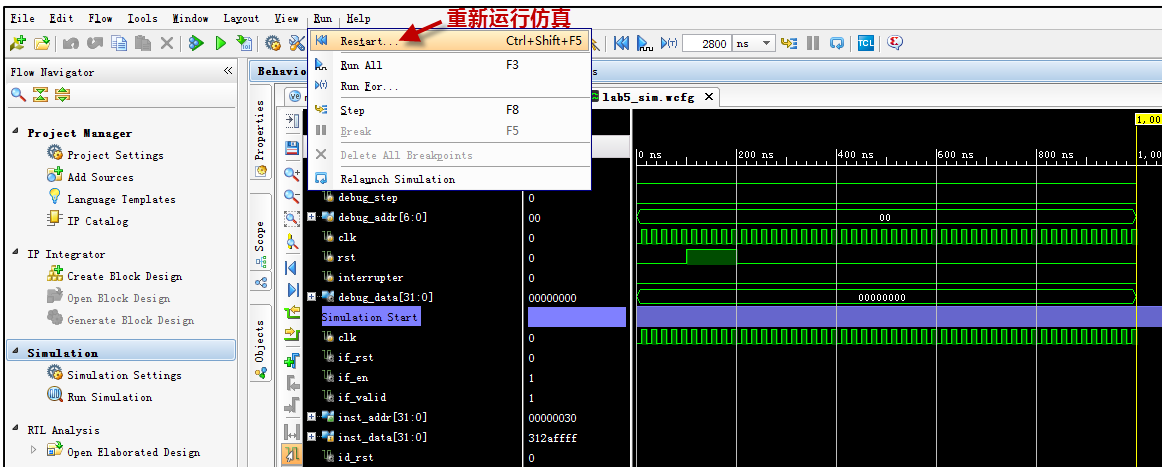 File Edit Flow Tools Window Layout View Run Help
重新运行仿真
Restart... Ctrl+Shift+F5
Run All F3
Run For...
Step F8
Break F5
Delete All Breakpoints
Relaunch Simulation
2800 ns
TCL
Flow Navigator
Project Manager
Project Settings
Add Sources
Language Templates
IP Catalog
IP Integrator
Create Block Design
Open Block Design
Generate Block Design
Simulation
Simulation Settings
Run Simulation
RTL Analysis
Open Elaborated Design
Behavio
s
Properties
Scope
Objects
lab5_sim.wcfg
1,00
0 ns 200 ns 400 ns 600 ns 800 ns 1,00
debug_step 0
debug_addr[6:0] 00 00
clk 0
rst 0
interrupter 0
debug_data[31:0] 00000000 00000000
Simulation Start
clk 0
if_rst 0
if_en 1
if_valid 1
inst_addr[31:0] 00000030
inst_data[31:0] 312affff
id_rst 0